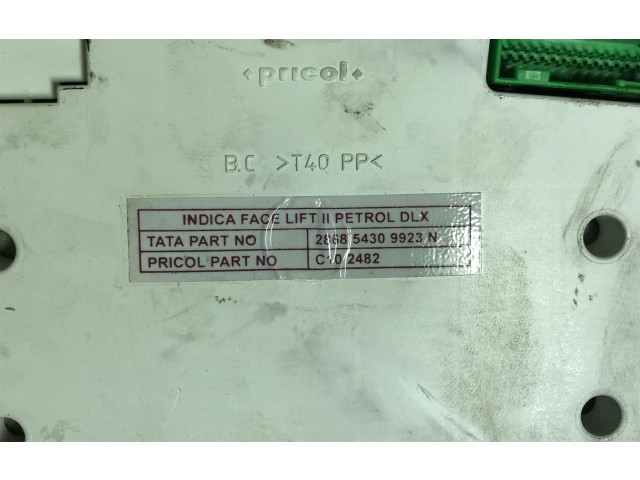 pricol
B.C >T40 PP<
INDICA FACE LIFT II PETROL DLX
TATA PART NO 2868 5430 9923 N
PRICOL PART NO C10 2482